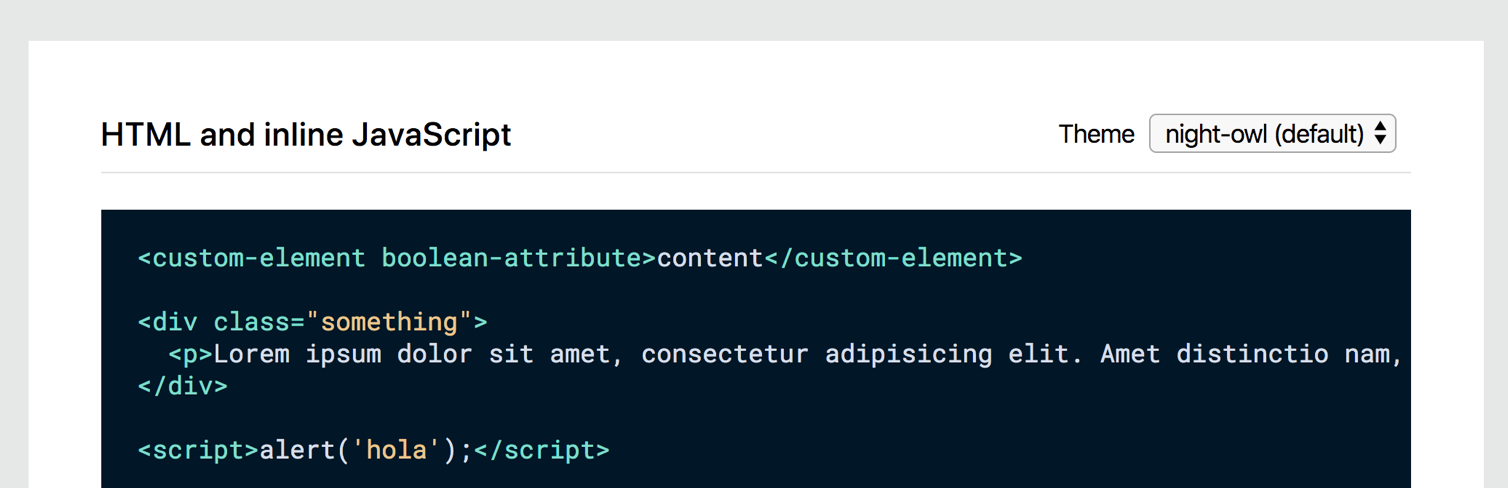 HTML and inline JavaScript
Theme night-owl (default)
<custom-element boolean-attribute>content</custom-element>
<div class="something">
  <p>Lorem ipsum dolor sit amet, consectetur adipisicing elit. Amet distinctio nam,
</div>
<script>alert('hola');</script>